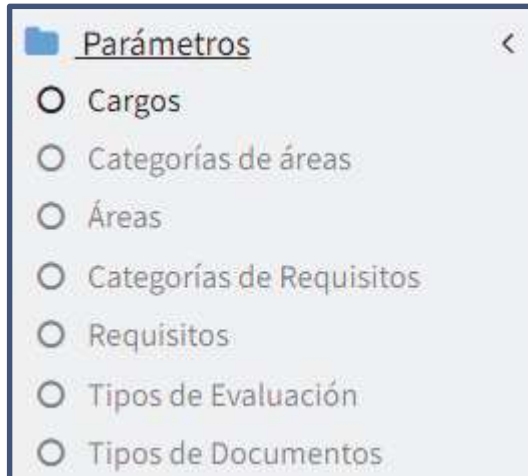 Parámetros
Cargos
Categorías de áreas
Áreas
Categorías de Requisitos
Requisitos
Tipos de Evaluación
Tipos de Documentos